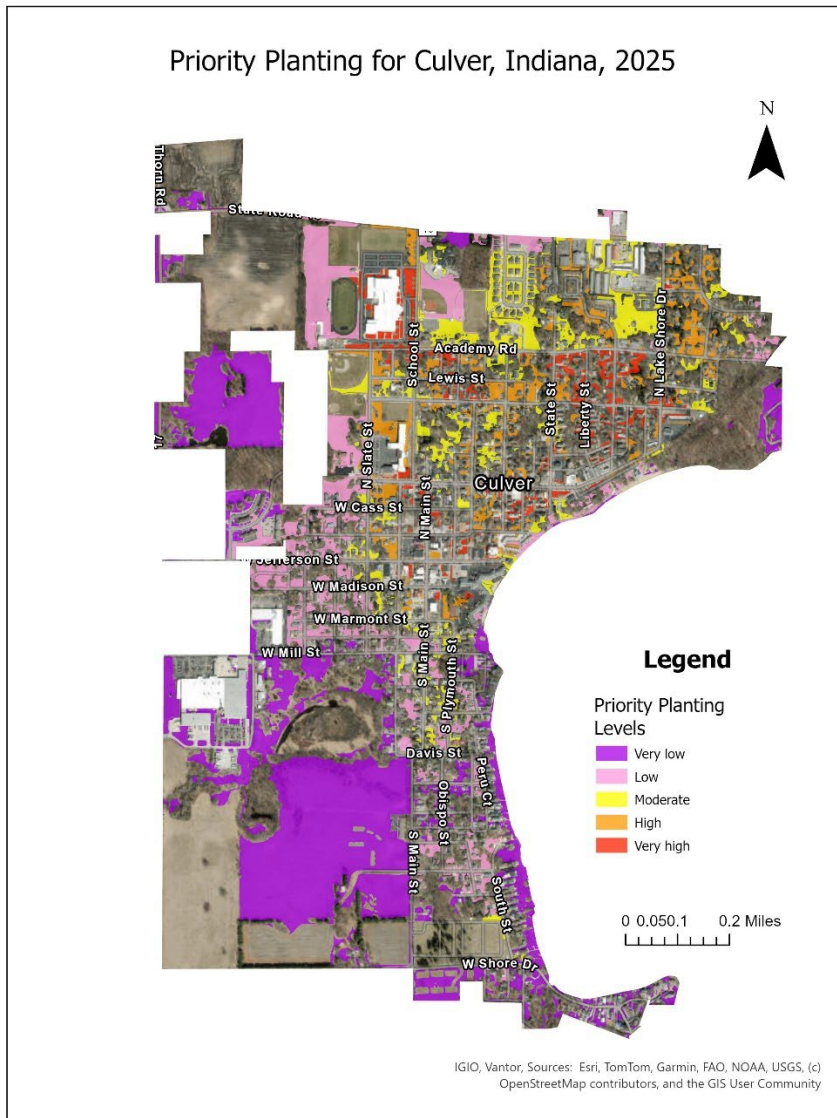 Priority Planting for Culver, Indiana, 2025
N
Thorn Rd
State Road
Academy Rd
School St
Lewis St
N Lake Shore Dr
State St
Liberty St
17
N Slate St
Culver
N Main St
W Cass St
W Jefferson St
W Madison St
W Marmont St
W Mill St
S Main St
S Plymouth St
Davis St
Peru Ct
Obispo St
S Main St
South St
W Shore Dr
Legend
Priority Planting
Levels
Very low
Low
Moderate
High
Very high
0 0.050.1 0.2 Miles
IGIO, Vantor, Sources: Esri, TomTom, Garmin, FAO, NOAA, USGS, (c)
OpenStreetMap contributors, and the GIS User Community